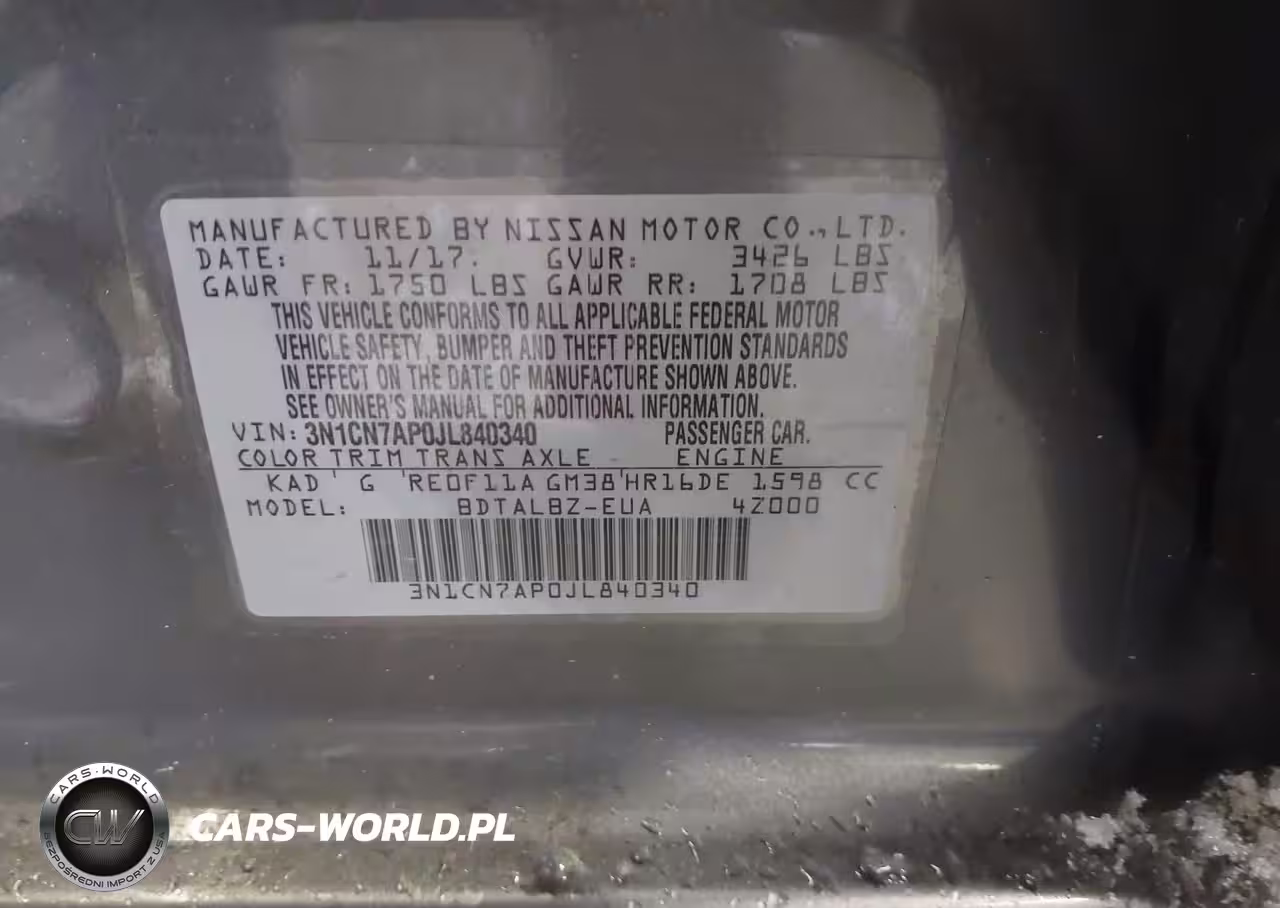 MANUFACTURED BY NISSAN MOTOR CO., LTD.
DATE: 11/17. GVWR: 3426 LBS
GAWR FR: 1750 LBS GAWR RR: 1708 LBS
THIS VEHICLE CONFORMS TO ALL APPLICABLE FEDERAL MOTOR
VEHICLE SAFETY, BUMPER AND THEFT PREVENTION STANDARDS
IN EFFECT ON THE DATE OF MANUFACTURE SHOWN ABOVE.
SEE OWNER'S MANUAL FOR ADDITIONAL INFORMATION.
VIN: 3N1CN7AP0JL840340 PASSENGER CAR.
COLOR TRIM TRANS AXLE ENGINE
KAD G RE0F11A GM38 HR16DE 1598 CC
MODEL: BDTALBZ-EUA 4Z000
3N1CN7AP0JL840340
CARS-WORLD
CW
BEZPOŚREDNI IMPORT Z USA
CARS-WORLD.PL